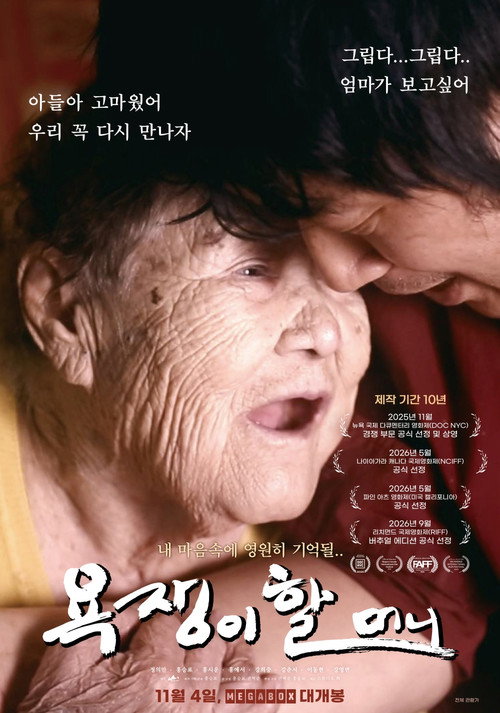 그립다...그립다..
엄마가 보고싶어
아들아 고마웠어
우리 꼭 다시 만나자
제작 기간 10년
2025년 11월
뉴욕 국제 다큐멘터리 영화제(DOC NYC)
경쟁 부문 공식 선정 및 상영
2026년 5월
나이아가라 캐나다 국제영화제(NCIFF)
공식 선정
2026년 5월
파인 아츠 영화제(미국 캘리포니아)
공식 선정
2026년 9월
리치먼드 국제영화제(RIFF)
버추얼 에디션 공식 선정
FAFF
내 마음속에 영원히 기억될..
욕쟁이 할머니
11월 4일, MEGABOX 대개봉
전체 관람가